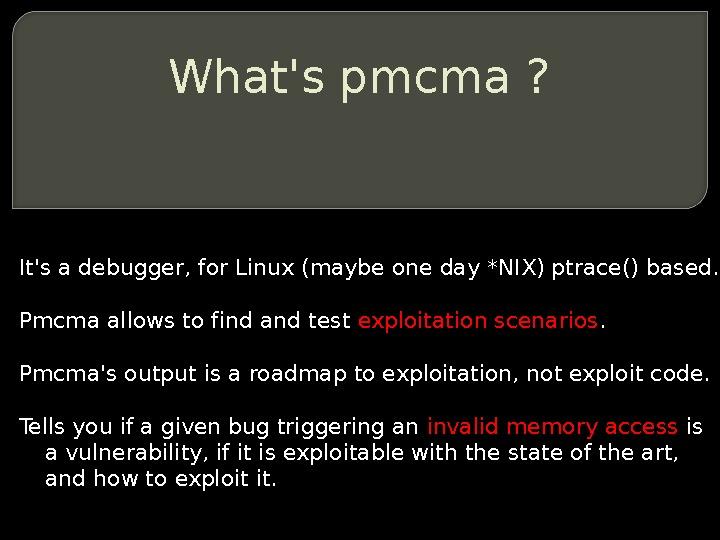 What's pmcma ?
It's a debugger, for Linux (maybe one day *NIX) ptrace() based.
Pmcma allows to find and test exploitation scenarios.
Pmcma's output is a roadmap to exploitation, not exploit code.
Tells you if a given bug triggering an invalid memory access is
a vulnerability, if it is exploitable with the state of the art,
and how to exploit it.